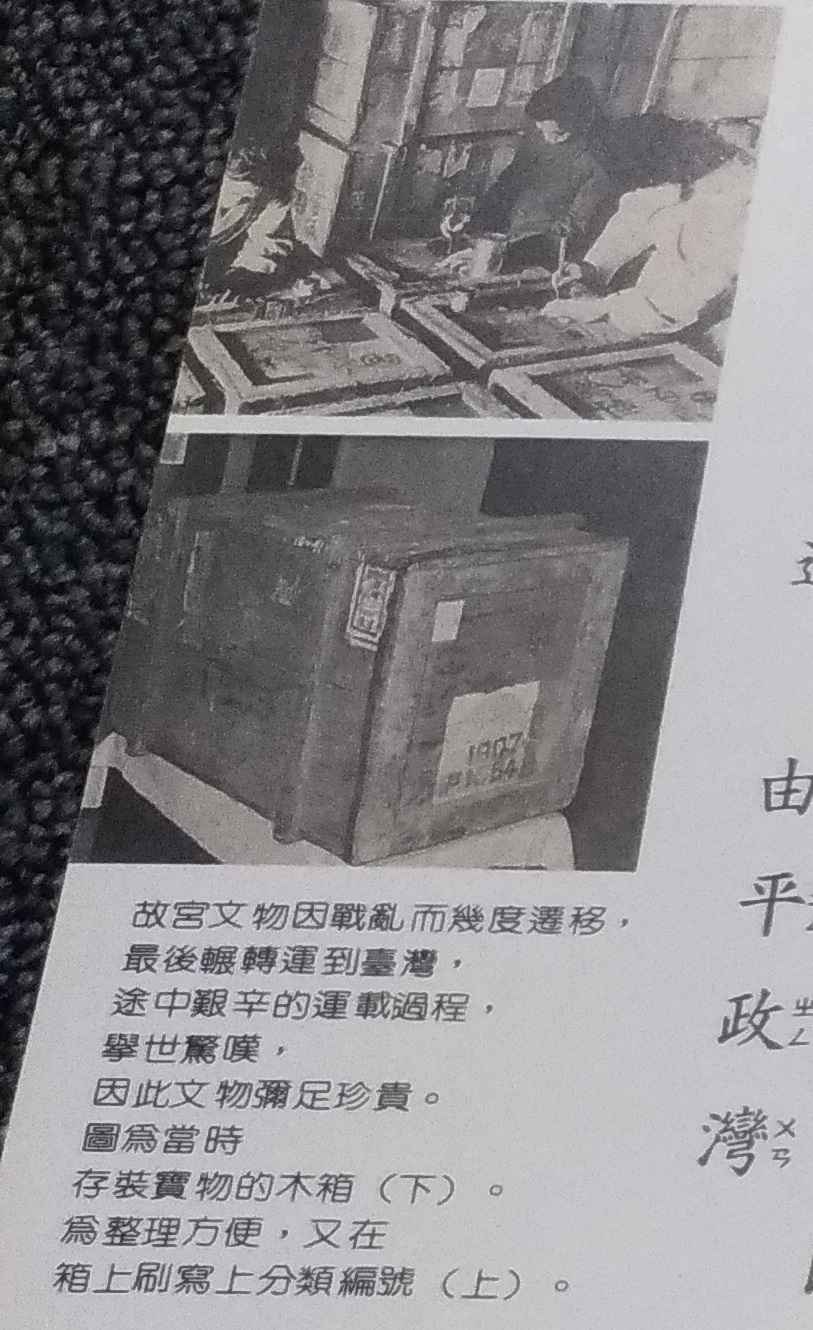 1907
故宮文物因戰亂而幾度遷移，
最後輾轉運到臺灣，
途中艱辛的運載過程，
舉世驚嘆，
因此文物彌足珍貴。
圖為當時
存裝寶物的木箱（下）。
為整理方便，又在
箱上刷寫上分類編號（上）。
由
平
政
灣ㄨㄢ